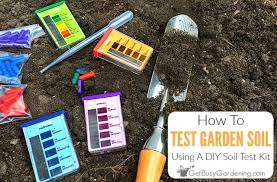 How To
TEST GARDEN SOIL
Using A DIY Soil Test Kit
GetBusyGardening.com